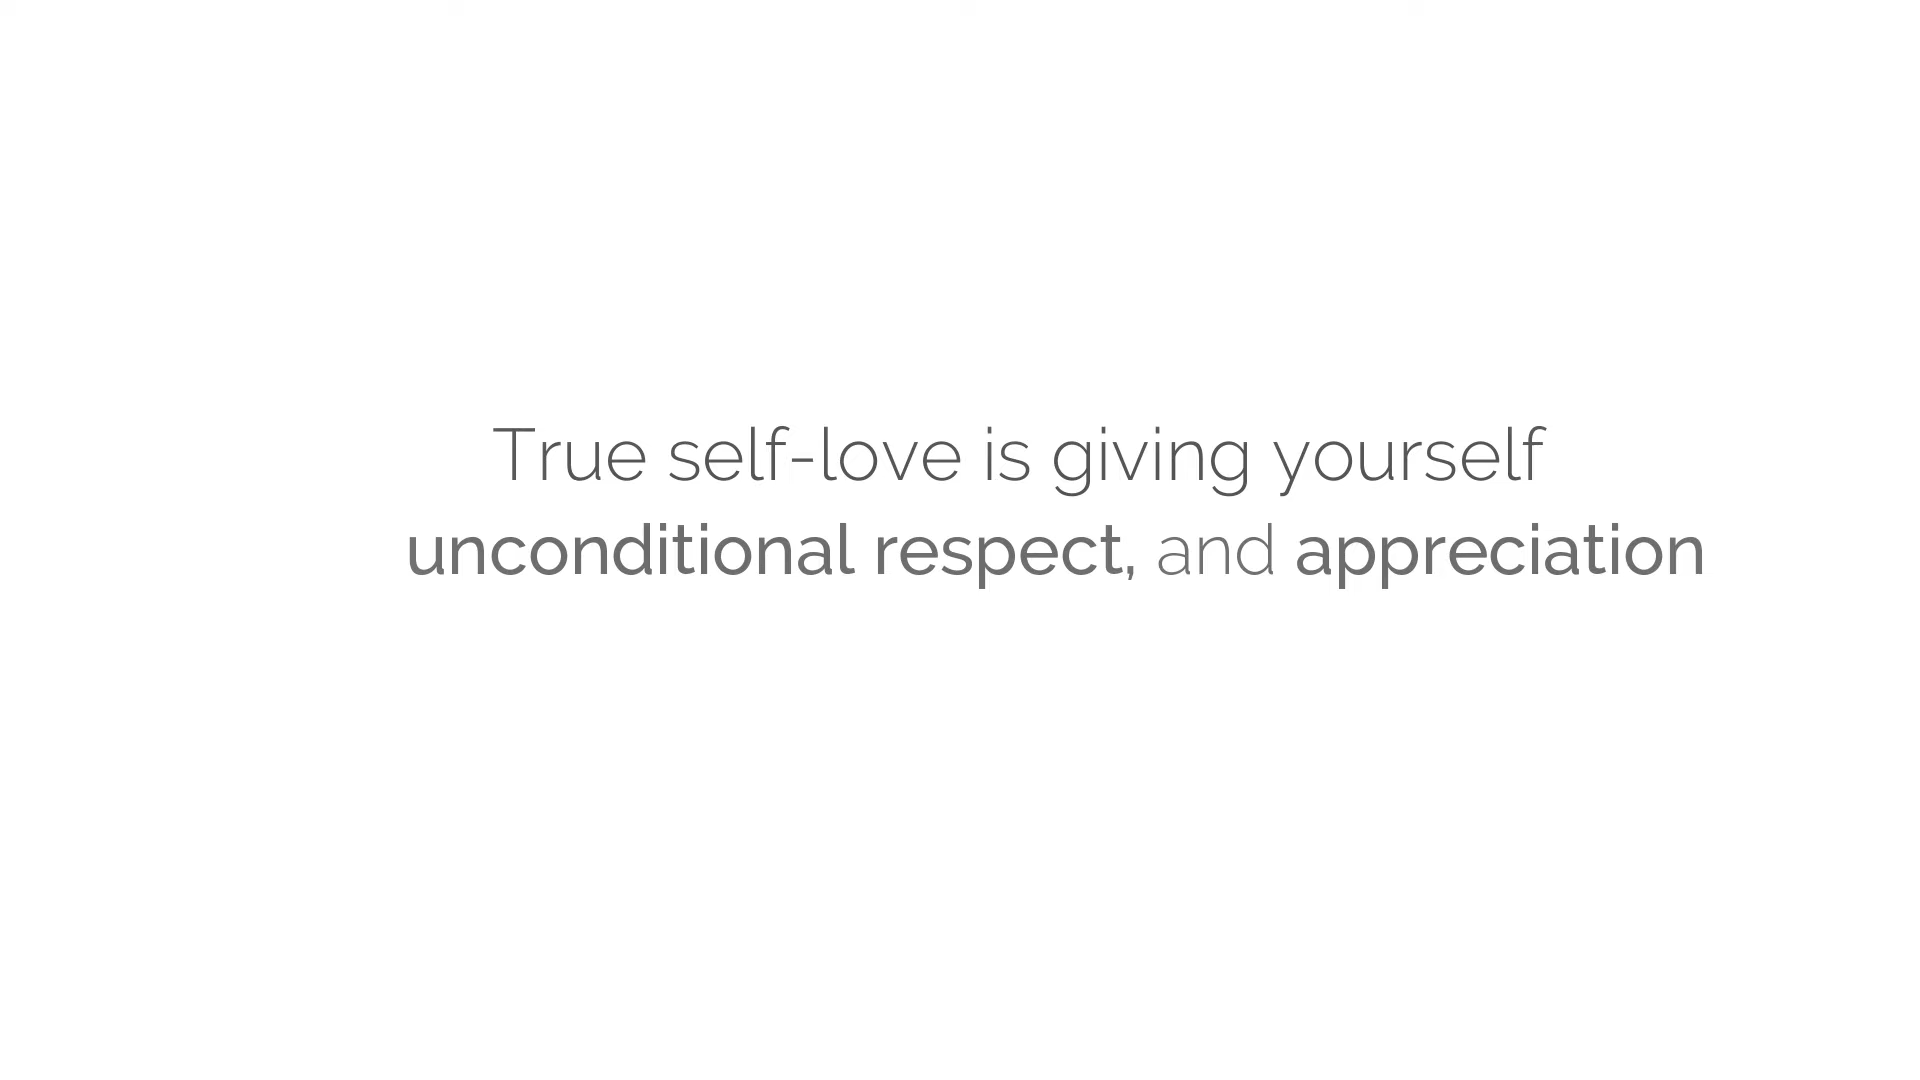 True self-love is giving yourself
unconditional respect, and appreciation